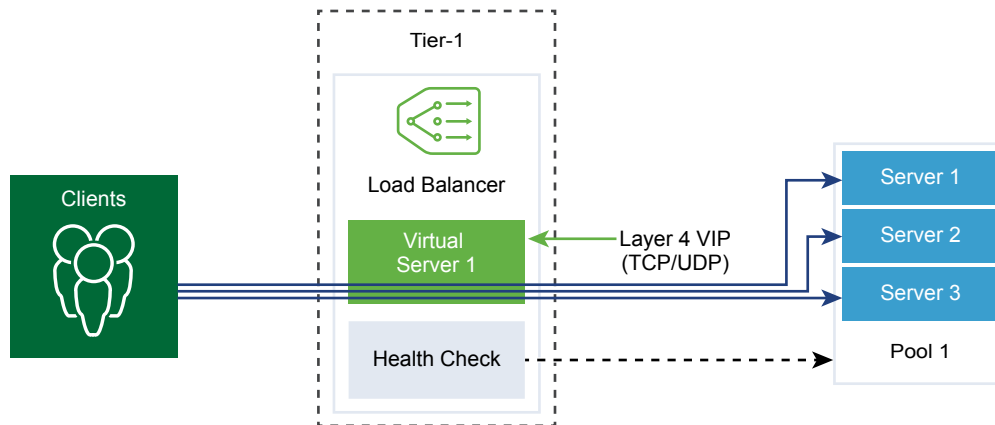 Tier-1
Load Balancer
Clients
Virtual
Server 1
Layer 4 VIP
(TCP/UDP)
Health Check
Server 1
Server 2
Server 3
Pool 1